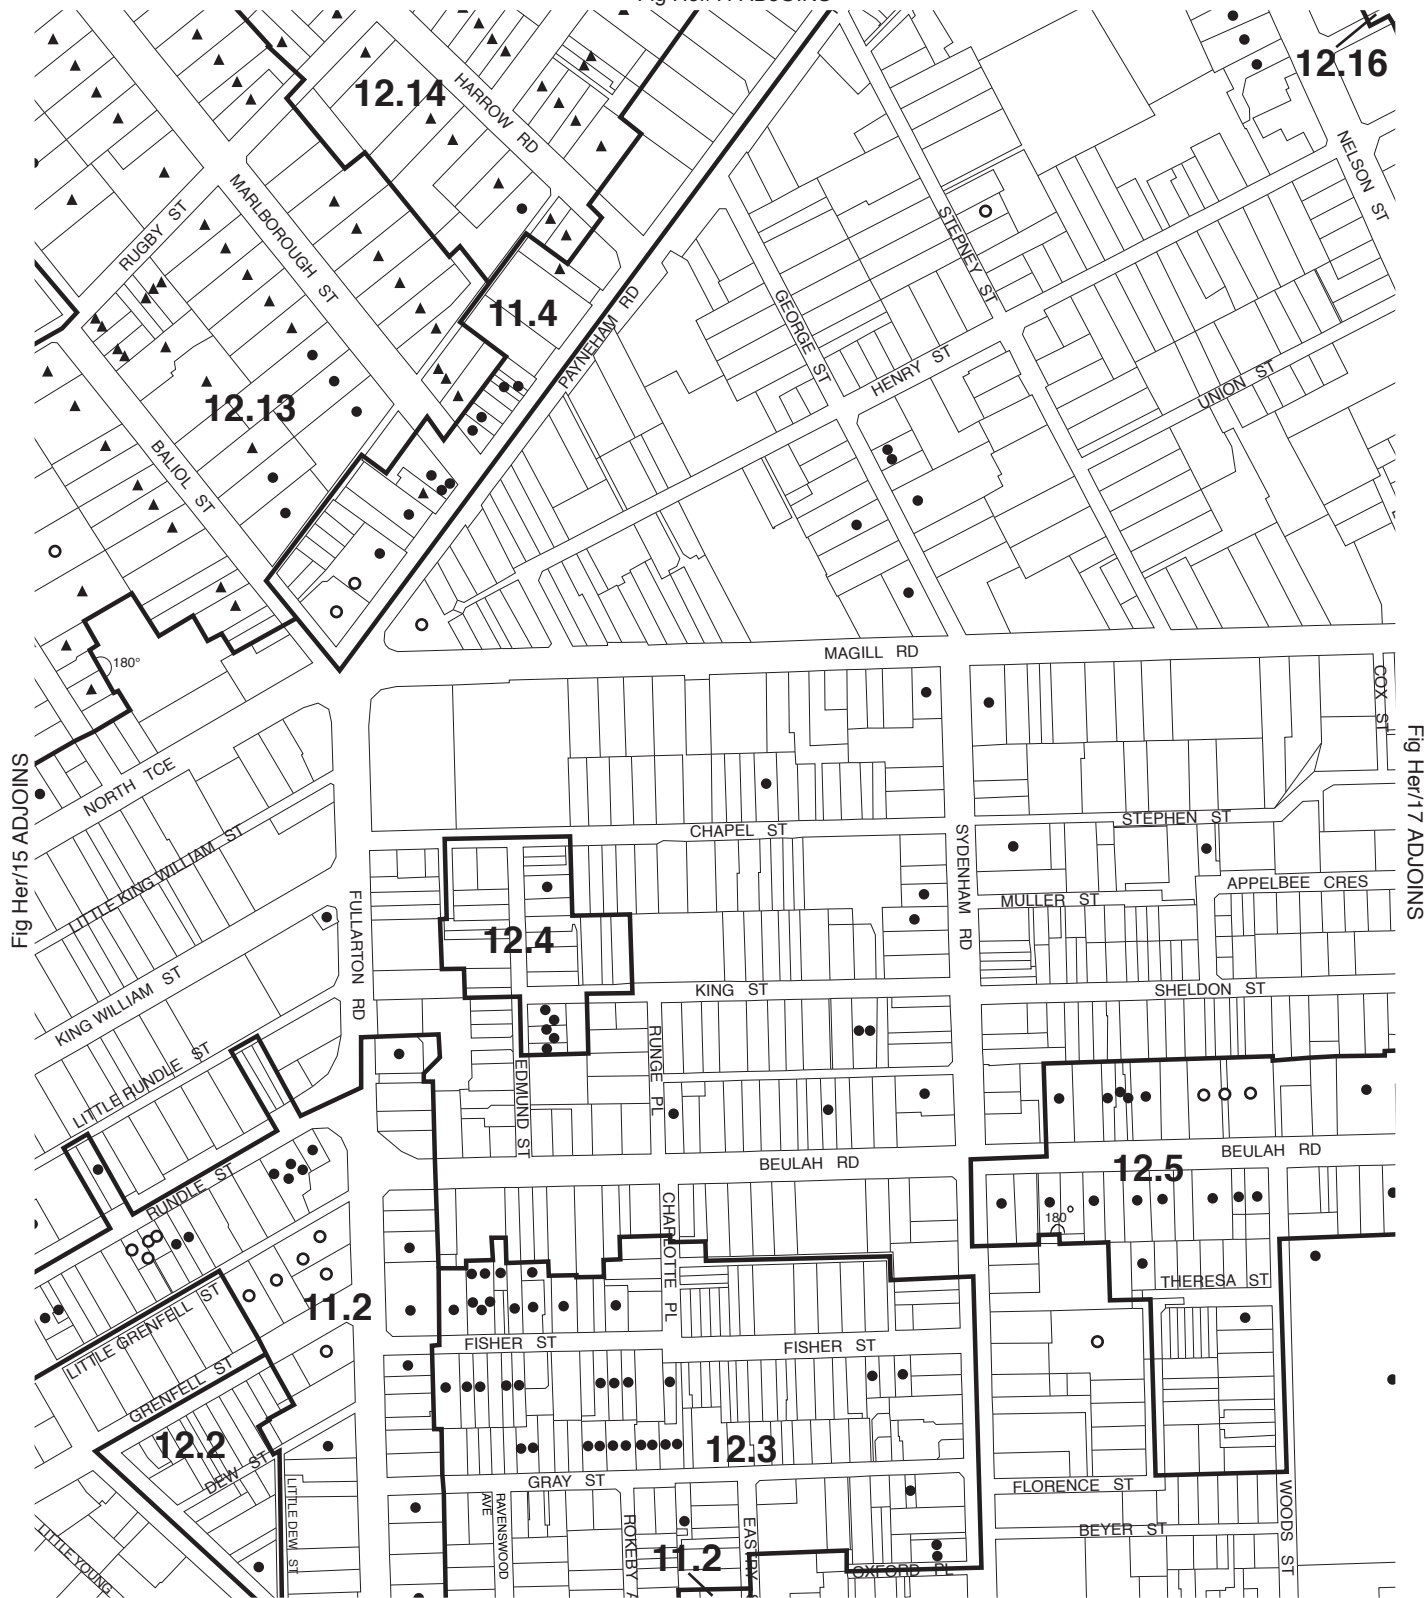 12.16
12.14
HARROW RD
NELSON ST
MARLBOROUGH ST
RUGBY ST
STEPNEY ST
11.4
PAYNEHAM RD
GEORGE ST
HENRY ST
UNION ST
12.13
BALIOL ST
MAGILL RD
180°
COX ST
Fig Her/15 ADJOINS
Fig Her/17 ADJOINS
NORTH TCE
CHAPEL ST
STEPHEN ST
LITTLE KING WILLIAM ST
FULLARTON RD
SYDENHAM RD
APPELBEE CRES
MULLER ST
12.4
KING WILLIAM ST
KING ST
SHELDON ST
LITTLE RUNDLE ST
EDMUND ST
RUNGE PL
BEULAH RD
BEULAH RD
12.5
RUNDLE ST
CHARLOTTE PL
180°
THERESA ST
LITTLE GRENFELL ST
11.2
FISHER ST
FISHER ST
GRENFELL ST
12.2
12.3
DEW ST
GRAY ST
FLORENCE ST
LITTLE DEW ST
RAVENSWOOD AVE
ROKEBY
EASTRY
WOODS ST
BEYER ST
LITTLE YOUNG
11.2
OXFORD PL